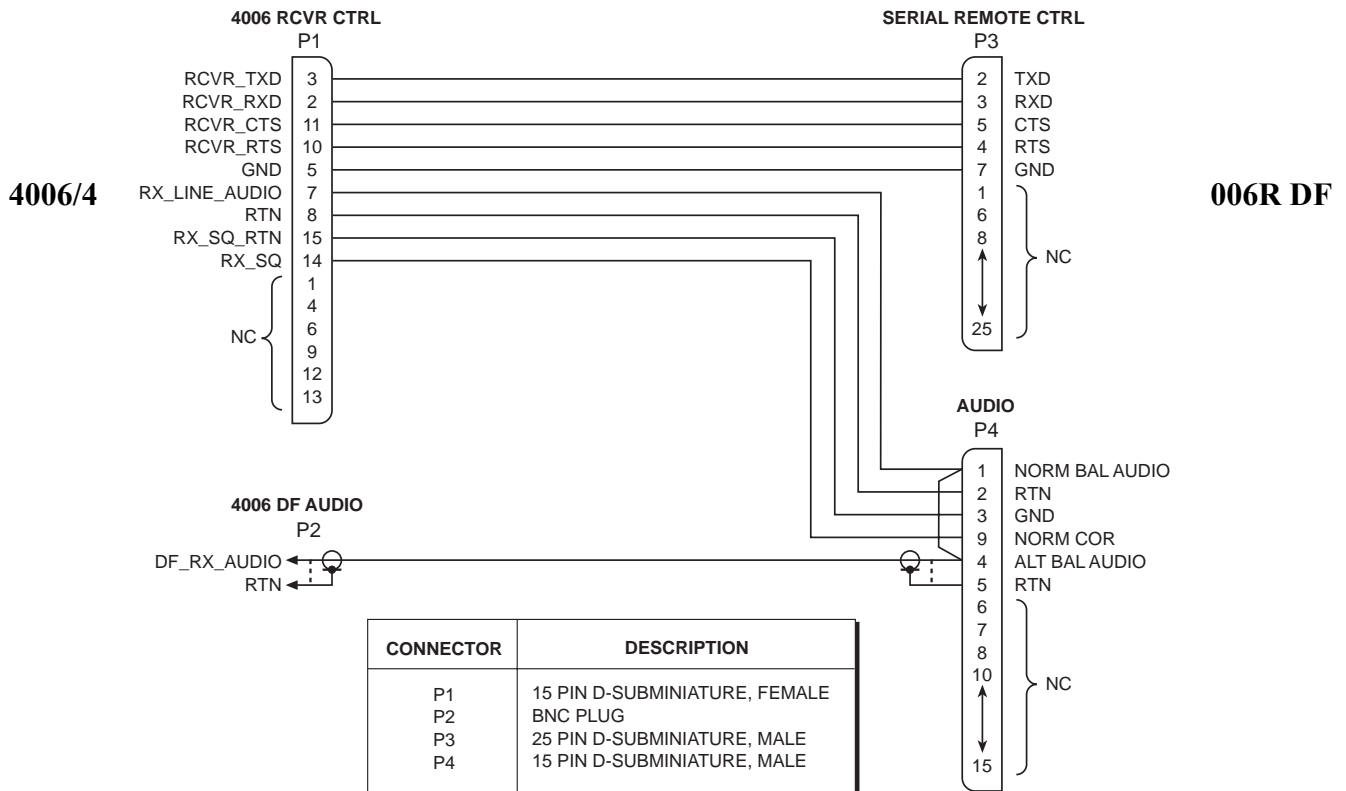 4006 RCVR CTRL
P1
RCVR_TXD 3
RCVR_RXD 2
RCVR_CTS 11
RCVR_RTS 10
GND 5
RX_LINE_AUDIO 7
RTN 8
RX_SQ_RTN 15
RX_SQ 14
1
4
6
9
12
13
NC
4006/4
SERIAL REMOTE CTRL
P3
2 TXD
3 RXD
5 CTS
4 RTS
7 GND
1
6
8
25
NC
006R DF
AUDIO
P4
1 NORM BAL AUDIO
2 RTN
3 GND
9 NORM COR
4 ALT BAL AUDIO
5 RTN
6
7
8
10
15
NC
4006 DF AUDIO
P2
DF_RX_AUDIO
RTN
CONNECTOR DESCRIPTION
P1 15 PIN D-SUBMINIATURE, FEMALE
P2 BNC PLUG
P3 25 PIN D-SUBMINIATURE, MALE
P4 15 PIN D-SUBMINIATURE, MALE